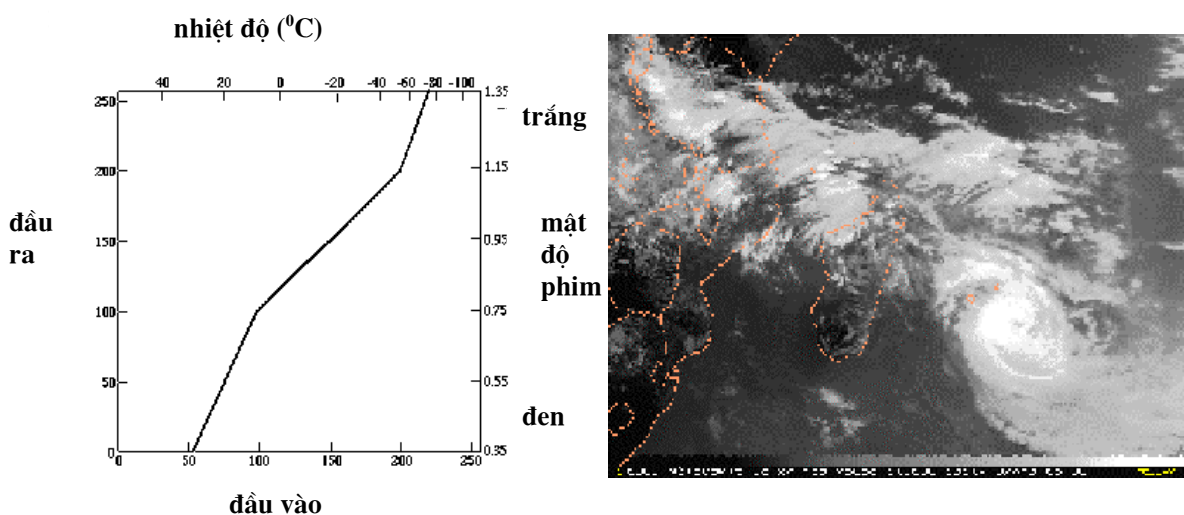 nhiệt độ (⁰C)
40 20 0 -20 -40 -60 -80 -100
250
200
150
100
50
0
đầu
ra
0 50 100 150 200 250
đầu vào
1.35
1.15
0.95
0.75
0.55
0.35
trắng
mật
độ
phim
đen